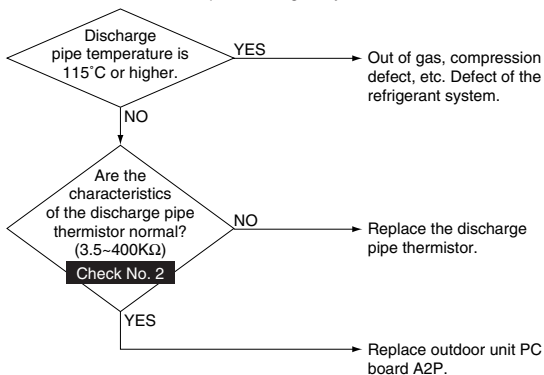 Discharge
pipe temperature is
115˚C or higher.
YES
Out of gas, compression
defect, etc. Defect of the
refrigerant system.
NO
Are the
characteristics
of the discharge pipe
thermistor normal?
(3.5~400KΩ)
Check No. 2
NO
Replace the discharge
pipe thermistor.
YES
Replace outdoor unit PC
board A2P.